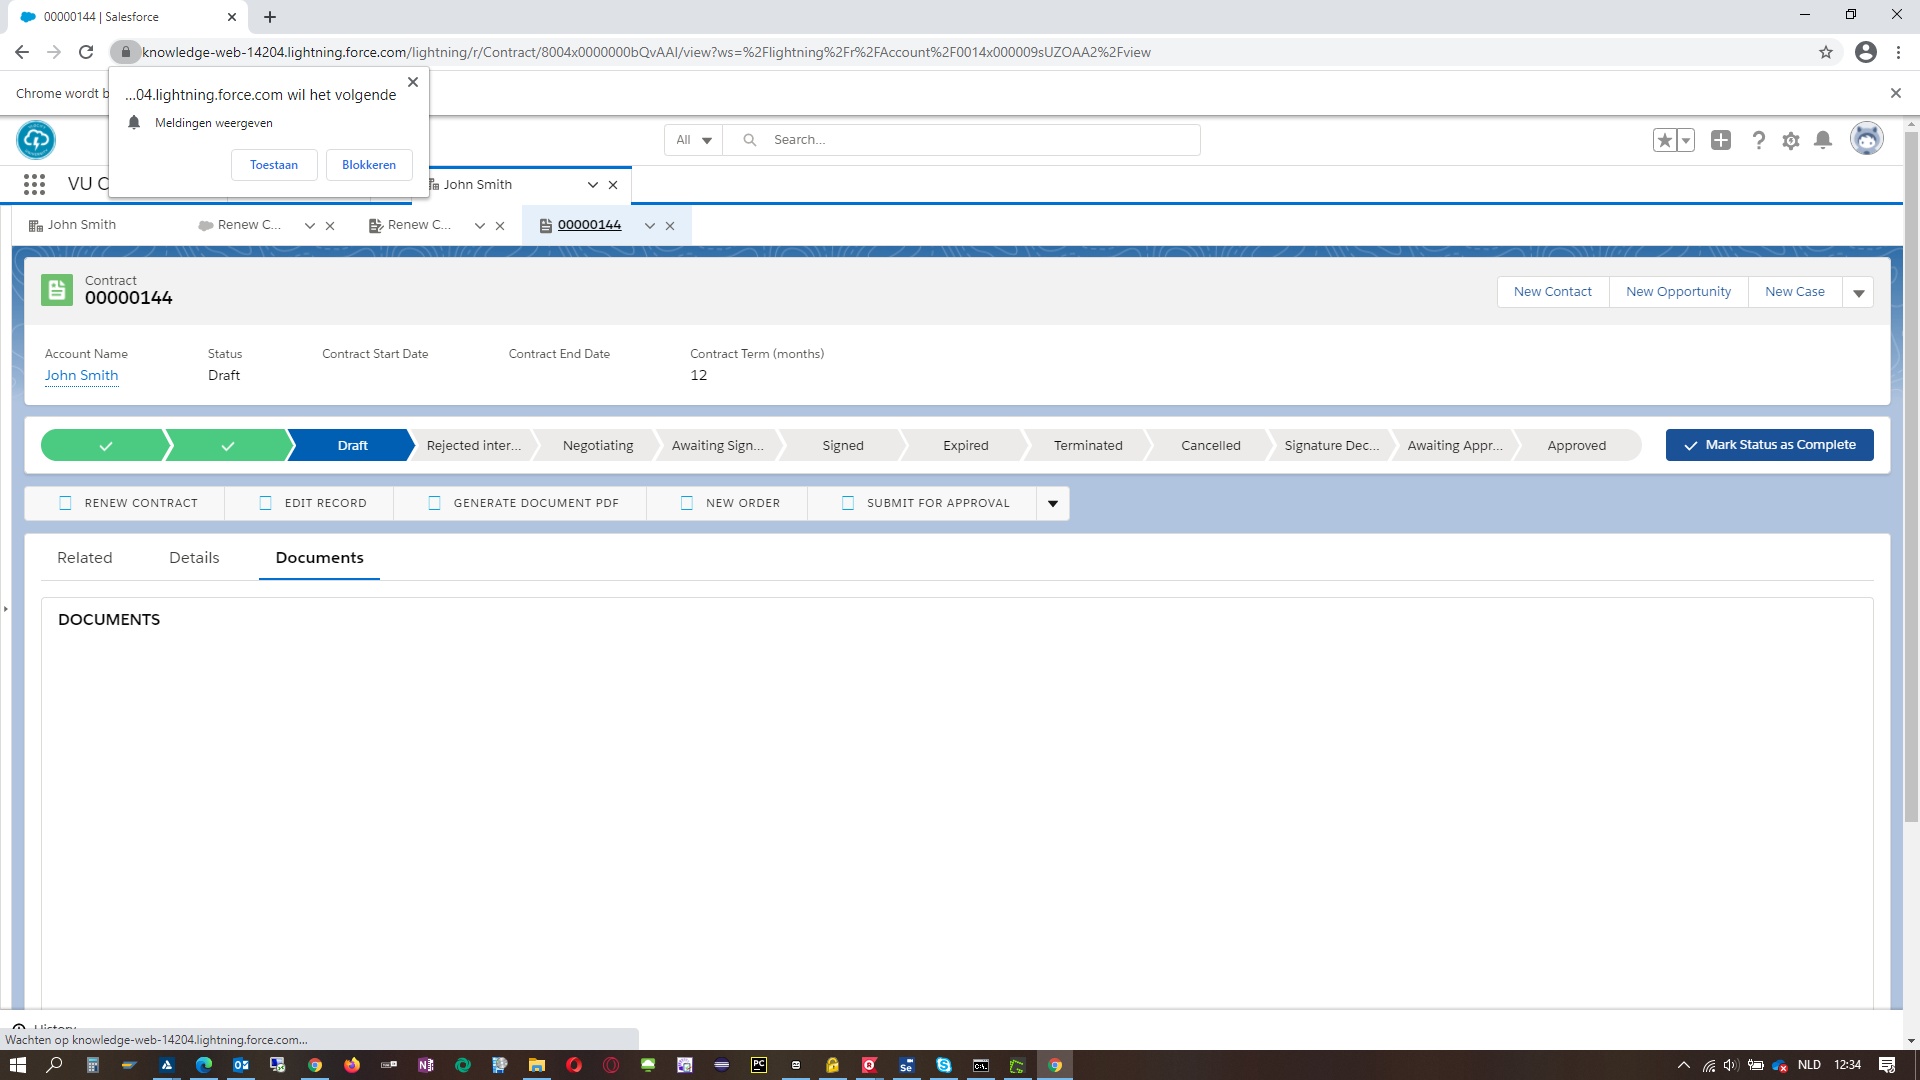 00000144 | Salesforce
knowledge-web-14204.lightning.force.com/lightning/r/Contract/8004x0000000bQvAAI/view?ws=%2Flightning%2Fr%2FAccount%2F0014x000009sUZOAA2%2Fview
Chrome wordt b
...04.lightning.force.com wil het volgende
Meldingen weergeven
Toestaan
Blokkeren
All
Search...
VU C
John Smith
John Smith
Renew C...
Renew C...
00000144
Contract
00000144
New Contact
New Opportunity
New Case
Account Name
Status
Contract Start Date
Contract End Date
Contract Term (months)
John Smith
Draft
12
Draft
Rejected inter...
Negotiating
Awaiting Sign...
Signed
Expired
Terminated
Cancelled
Signature Dec...
Awaiting Appr...
Approved
Mark Status as Complete
RENEW CONTRACT
EDIT RECORD
GENERATE DOCUMENT PDF
NEW ORDER
SUBMIT FOR APPROVAL
Related
Details
Documents
DOCUMENTS
History
Wachten op knowledge-web-14204.lightning.force.com...
NLD
12:34